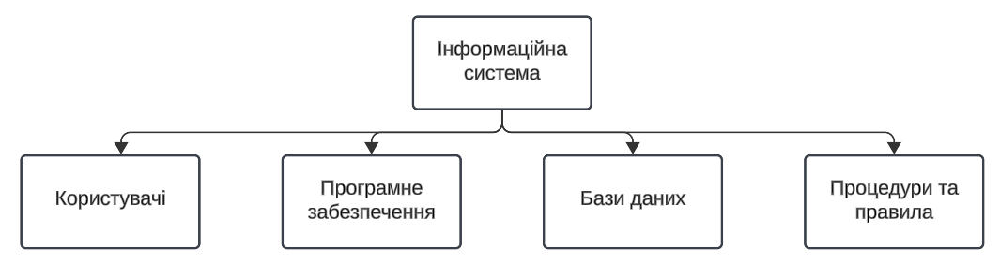 Інформаційна
система
Користувачі
Програмне
забезпечення
Бази даних
Процедури та
правила